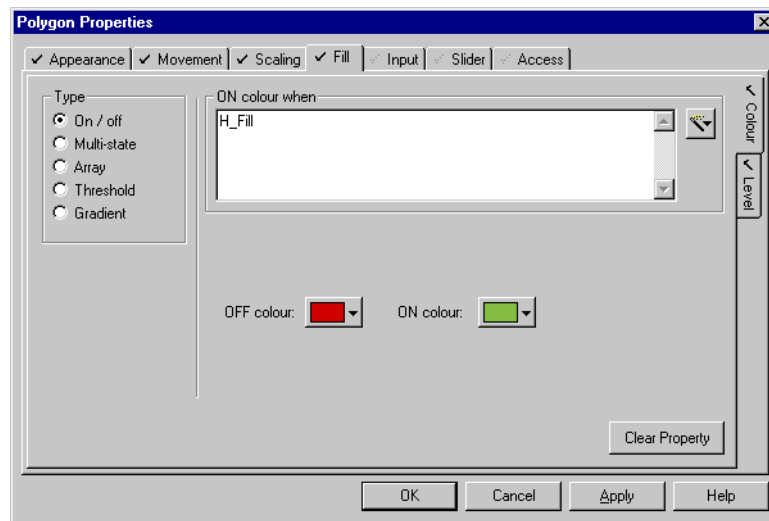 Polygon Properties
Appearance Movement Scaling Fill Input Slider Access
Type
On / off
Multi-state
Array
Threshold
Gradient
ON colour when
H_Fill
Colour
Level
OFF colour: ON colour:
Clear Property
OK Cancel Apply Help